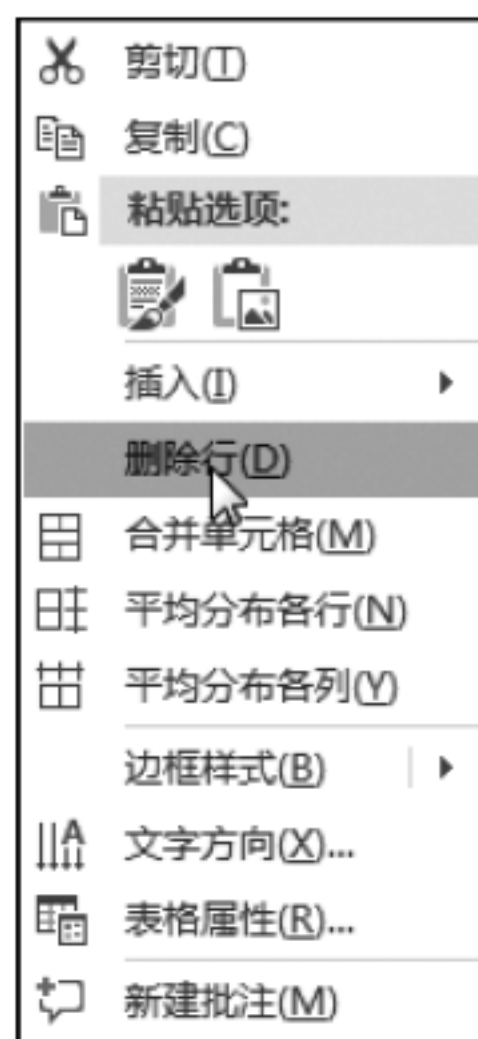 剪切(T)
复制(C)
粘贴选项:
插入(I)
删除行(D)
合并单元格(M)
平均分布各行(N)
平均分布各列(Y)
边框样式(B)
文字方向(X)...
表格属性(R)...
新建批注(M)